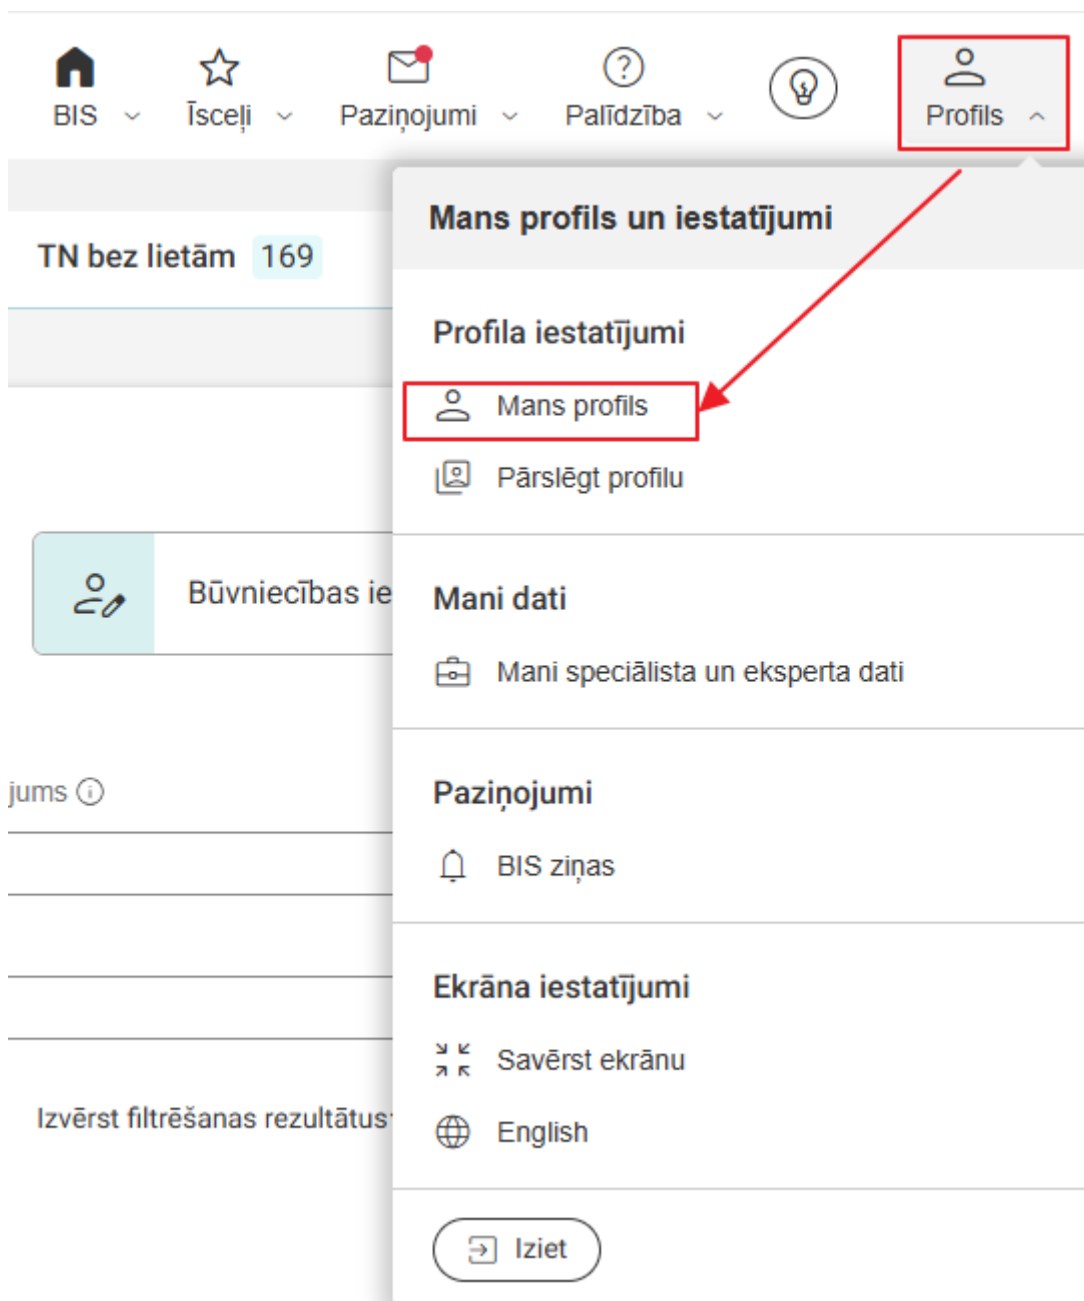 BIS
Īsceļi
Paziņojumi
Palīdzība
Profils
Mans profils un iestatījumi
TN bez lietām 169
Profila iestatījumi
Mans profils
Pārslēgt profilu
Būvniecības ie
Mani dati
Mani speciālista un eksperta dati
jums
Paziņojumi
BIS ziņas
Ekrāna iestatījumi
Savērst ekrānu
Izvērst filtrēšanas rezultātus
English
Iziet